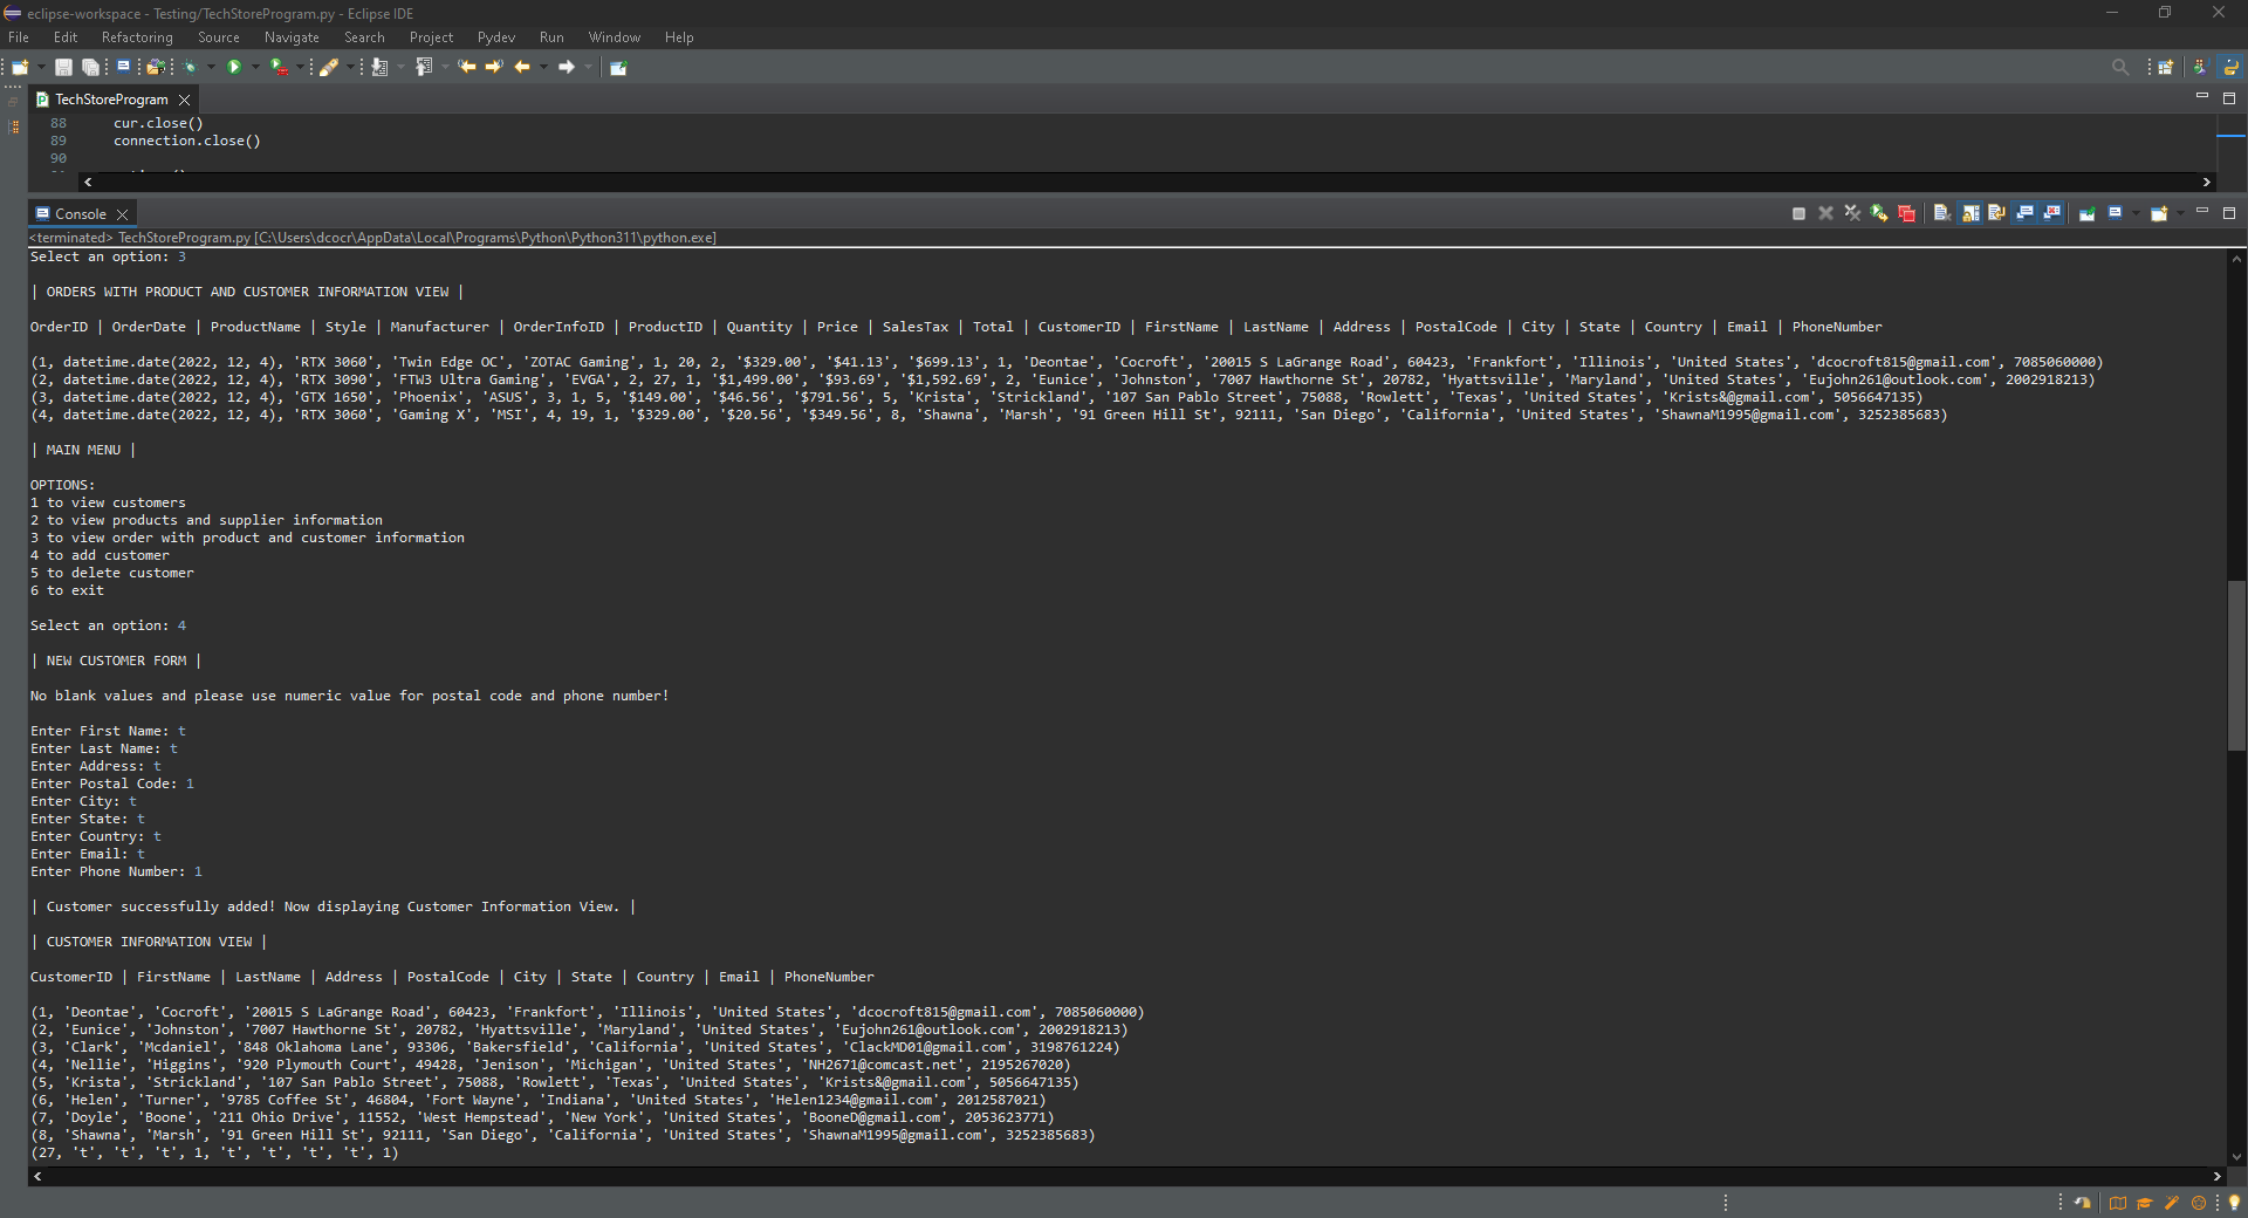 eclipse-workspace - Testing/TechStoreProgram.py - Eclipse IDE
File Edit Refactoring Source Navigate Search Project Pydev Run Window Help
TechStoreProgram
88 cur.close()
89 connection.close()
90
Console
<terminated> TechStoreProgram.py [C:\Users\dcocr\AppData\Local\Programs\Python\Python311\python.exe]
Select an option: 3
| ORDERS WITH PRODUCT AND CUSTOMER INFORMATION VIEW |
OrderID | OrderDate | ProductName | Style | Manufacturer | OrderInfoID | ProductID | Quantity | Price | SalesTax | Total | CustomerID | FirstName | LastName | Address | PostalCode | City | State | Country | Email | PhoneNumber
(1, datetime.date(2022, 12, 4), 'RTX 3060', 'Twin Edge OC', 'ZOTAC Gaming', 1, 20, 2, '$329.00', '$41.13', '$699.13', 1, 'Deontae', 'Cocroft', '20015 S LaGrange Road', 60423, 'Frankfort', 'Illinois', 'United States', 'dcocroft815@gmail.com', 7085060000)
(2, datetime.date(2022, 12, 4), 'RTX 3090', 'FTW3 Ultra Gaming', 'EVGA', 2, 27, 1, '$1,499.00', '$93.69', '$1,592.69', 2, 'Eunice', 'Johnston', '7007 Hawthorne St', 20782, 'Hyattsville', 'Maryland', 'United States', 'Eujohn261@outlook.com', 2002918213)
(3, datetime.date(2022, 12, 4), 'GTX 1650', 'Phoenix', 'ASUS', 3, 1, 5, '$149.00', '$46.56', '$791.56', 5, 'Krista', 'Strickland', '107 San Pablo Street', 75088, 'Rowlett', 'Texas', 'United States', 'Krists&@gmail.com', 5056647135)
(4, datetime.date(2022, 12, 4), 'RTX 3060', 'Gaming X', 'MSI', 4, 19, 1, '$329.00', '$20.56', '$349.56', 8, 'Shawna', 'Marsh', '91 Green Hill St', 92111, 'San Diego', 'California', 'United States', 'ShawnaM1995@gmail.com', 3252385683)
| MAIN MENU |
OPTIONS:
1 to view customers
2 to view products and supplier information
3 to view order with product and customer information
4 to add customer
5 to delete customer
6 to exit
Select an option: 4
| NEW CUSTOMER FORM |
No blank values and please use numeric value for postal code and phone number!
Enter First Name: t
Enter Last Name: t
Enter Address: t
Enter Postal Code: 1
Enter City: t
Enter State: t
Enter Country: t
Enter Email: t
Enter Phone Number: 1
| Customer successfully added! Now displaying Customer Information View. |
| CUSTOMER INFORMATION VIEW |
CustomerID | FirstName | LastName | Address | PostalCode | City | State | Country | Email | PhoneNumber
(1, 'Deontae', 'Cocroft', '20015 S LaGrange Road', 60423, 'Frankfort', 'Illinois', 'United States', 'dcocroft815@gmail.com', 7085060000)
(2, 'Eunice', 'Johnston', '7007 Hawthorne St', 20782, 'Hyattsville', 'Maryland', 'United States', 'Eujohn261@outlook.com', 2002918213)
(3, 'Clark', 'Mcdaniel', '848 Oklahoma Lane', 93306, 'Bakersfield', 'California', 'United States', 'ClackMD01@gmail.com', 3198761224)
(4, 'Nellie', 'Higgins', '920 Plymouth Court', 49428, 'Jenison', 'Michigan', 'United States', 'NH2671@comcast.net', 2195267020)
(5, 'Krista', 'Strickland', '107 San Pablo Street', 75088, 'Rowlett', 'Texas', 'United States', 'Krists&@gmail.com', 5056647135)
(6, 'Helen', 'Turner', '9785 Coffee St', 46804, 'Fort Wayne', 'Indiana', 'United States', 'Helen1234@gmail.com', 2012587021)
(7, 'Doyle', 'Boone', '211 Ohio Drive', 11552, 'West Hempstead', 'New York', 'United States', 'BooneD@gmail.com', 2053623771)
(8, 'Shawna', 'Marsh', '91 Green Hill St', 92111, 'San Diego', 'California', 'United States', 'ShawnaM1995@gmail.com', 3252385683)
(27, 't', 't', 't', 1, 't', 't', 't', 't', 1)